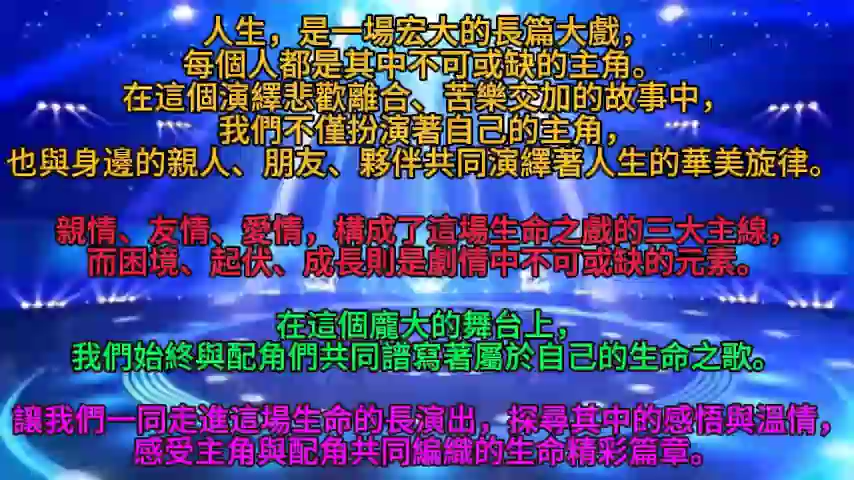 人生，是一場宏大的長篇大戲，
每個人都是其中不可或缺的主角。
在這個演繹悲歡離合、苦樂交加的故事中，
我們不僅扮演著自己的主角，
也與身邊的親人、朋友、夥伴共同演繹著人生的華美旋律。
親情、友情、愛情，構成了這場生命之戲的三大主線，
而困境、起伏、成長則是劇情中不可或缺的元素。
在這個龐大的舞台上，
我們始終與配角們共同譜寫著屬於自己的生命之歌。
讓我們一同走進這場生命的長演出，探尋其中的感悟與溫情，
感受主角與配角共同編織的生命精彩篇章。